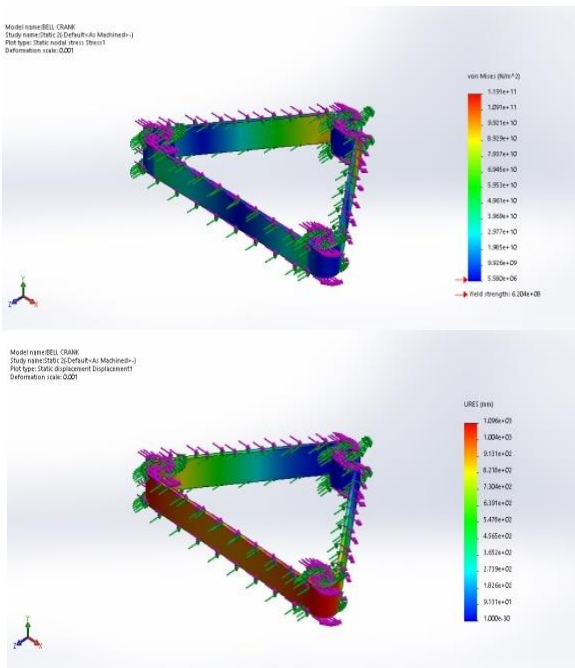 Model name:BELL CRANK
Study name:Static 2(-Default<As Machined>-)
Plot type: Static nodal stress Stress1
Deformation scale: 0.001
von Mises (N/m^2)
1.191e+11
1.091e+11
9.921e+10
8.929e+10
7.937e+10
6.945e+10
5.953e+10
4.961e+10
3.969e+10
2.977e+10
1.985e+10
9.926e+09
5.580e+06
Yield strength: 6.204e+08
Y
Z
X
Model name:BELL CRANK
Study name:Static 2(-Default<As Machined>-)
Plot type: Static displacement Displacement1
Deformation scale: 0.001
URES (mm)
1.096e+03
1.004e+03
9.131e+02
8.218e+02
7.304e+02
6.391e+02
5.478e+02
4.565e+02
3.652e+02
2.739e+02
1.826e+02
9.131e+01
1.000e-30
Y
Z
X